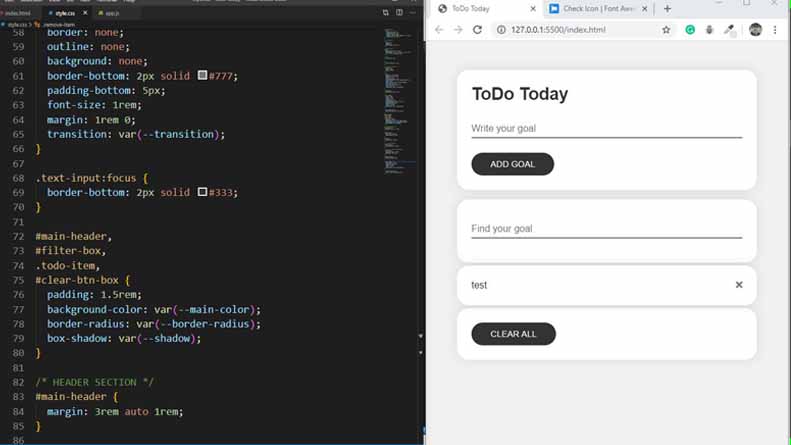 index.html style.css app.js
style.css .remove-item
58 border: none;
59 outline: none;
60 background: none;
61 border-bottom: 2px solid #777;
62 padding-bottom: 5px;
63 font-size: 1rem;
64 margin: 1rem 0;
65 transition: var(--transition);
66 }
67
68 .text-input:focus {
69 border-bottom: 2px solid #333;
70 }
71
72 #main-header,
73 #filter-box,
74 .todo-item,
75 #clear-btn-box {
76 padding: 1.5rem;
77 background-color: var(--main-color);
78 border-radius: var(--border-radius);
79 box-shadow: var(--shadow);
80 }
81
82 /* HEADER SECTION */
83 #main-header {
84 margin: 3rem auto 1rem;
85 }
86
ToDo Today
Check Icon | Font Awe
127.0.0.1:5500/index.html
ToDo Today
Write your goal
ADD GOAL
Find your goal
test
CLEAR ALL